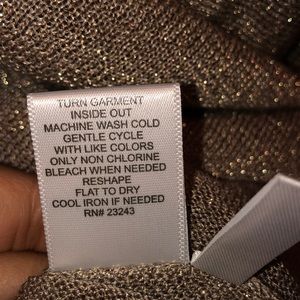 TURN GARMENT
INSIDE OUT
MACHINE WASH COLD
GENTLE CYCLE
WITH LIKE COLORS
ONLY NON CHLORINE
BLEACH WHEN NEEDED
RESHAPE
FLAT TO DRY
COOL IRON IF NEEDED
RN# 23243